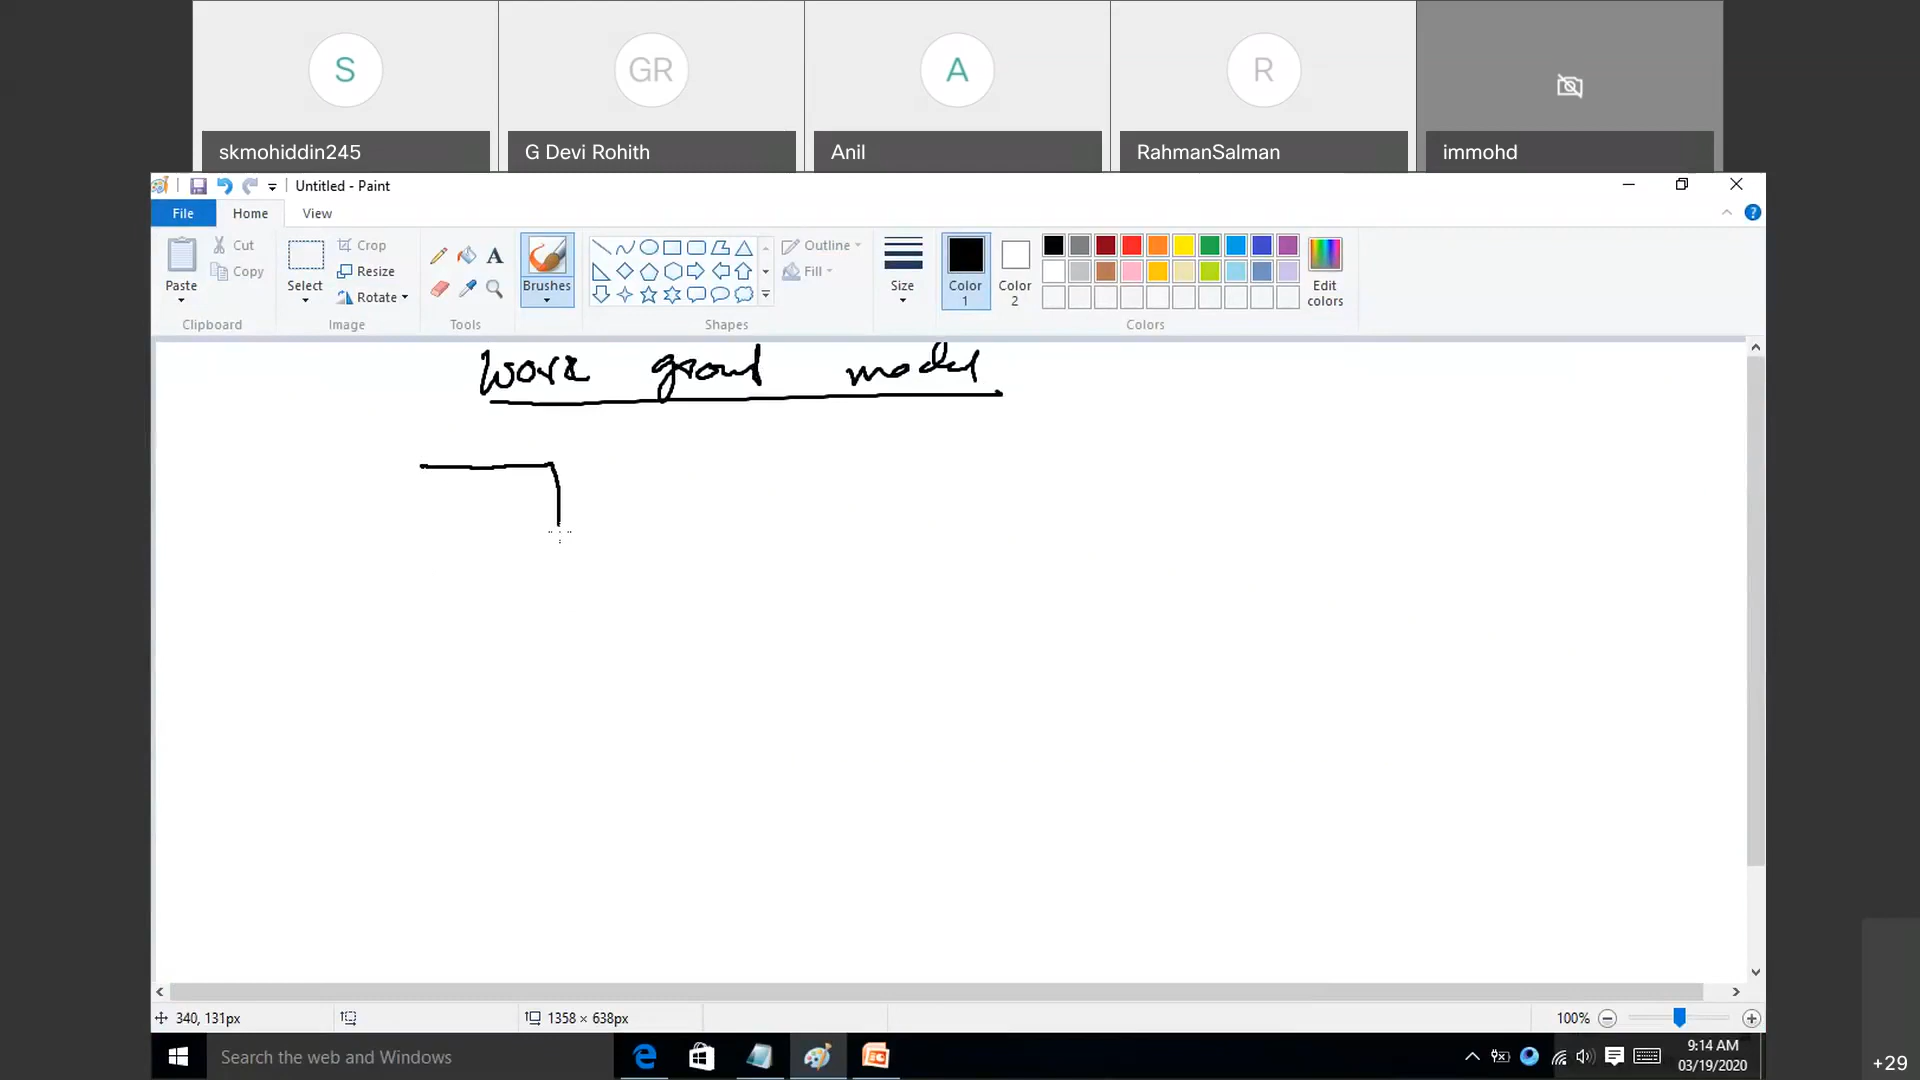 S GR A R
skmohiddin245 G Devi Rohith Anil RahmanSalman immohd
Untitled - Paint
File Home View
Cut Crop Outline
Copy Resize Fill
Paste Select Rotate A Brushes Size Color 1 Color 2 Edit colors
Clipboard Image Tools Shapes Colors
Work group model
340, 131px 1358 × 638px 100%
Search the web and Windows 9:14 AM
03/19/2020
+29